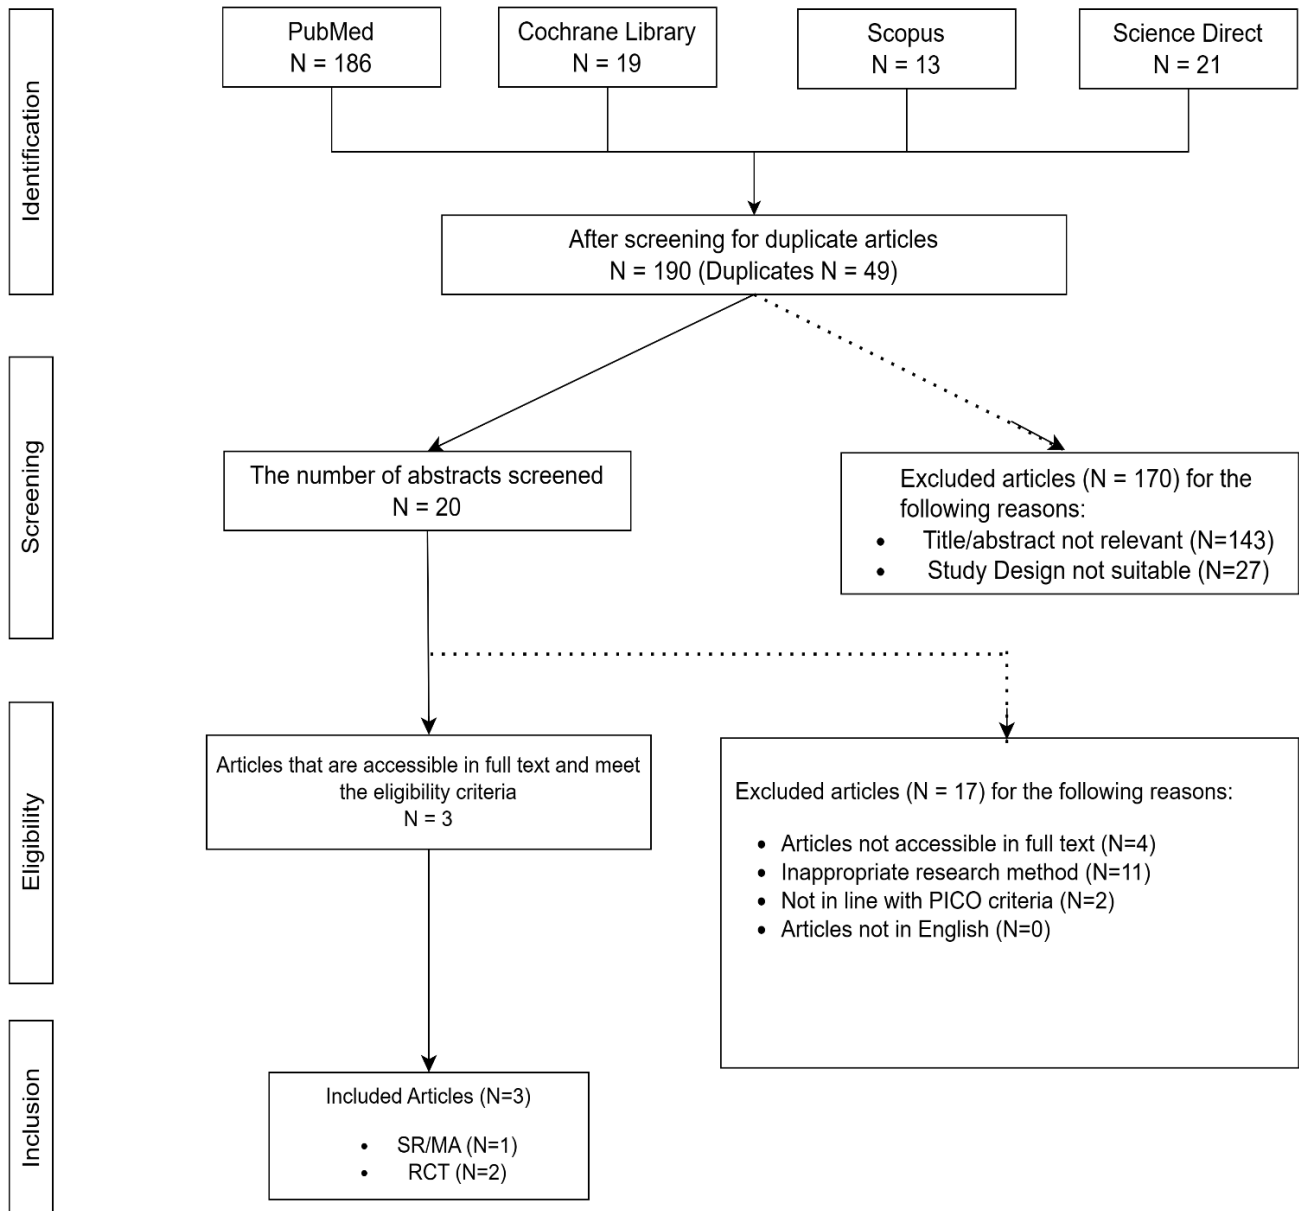 Identification
PubMed
N = 186
Cochrane Library
N = 19
Scopus
N = 13
Science Direct
N = 21
After screening for duplicate articles
N = 190 (Duplicates N = 49)
Screening
The number of abstracts screened
N = 20
Excluded articles (N = 170) for the
following reasons:
• Title/abstract not relevant (N=143)
• Study Design not suitable (N=27)
Eligibility
Articles that are accessible in full text and meet
the eligibility criteria
N = 3
Excluded articles (N = 17) for the following reasons:
• Articles not accessible in full text (N=4)
• Inappropriate research method (N=11)
• Not in line with PICO criteria (N=2)
• Articles not in English (N=0)
Inclusion
Included Articles (N=3)
• SR/MA (N=1)
• RCT (N=2)